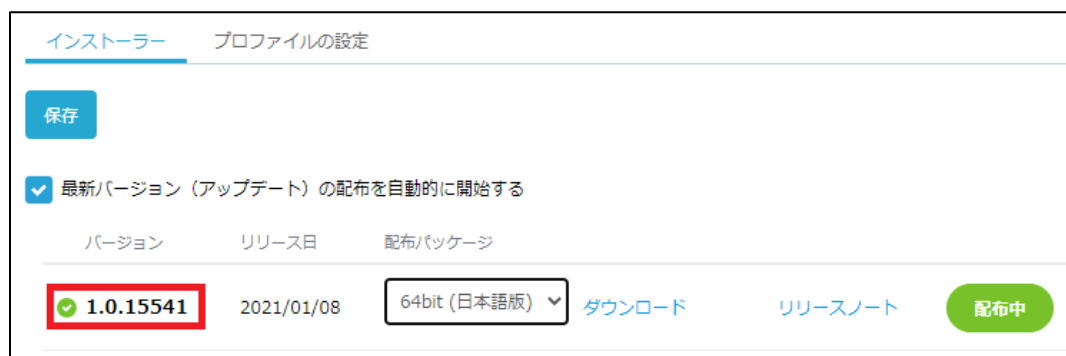 インストーラー プロファイルの設定
保存
最新バージョン（アップデート）の配布を自動的に開始する
バージョン リリース日 配布パッケージ
1.0.15541 2021/01/08 64bit (日本語版) ダウンロード リリースノート 配布中